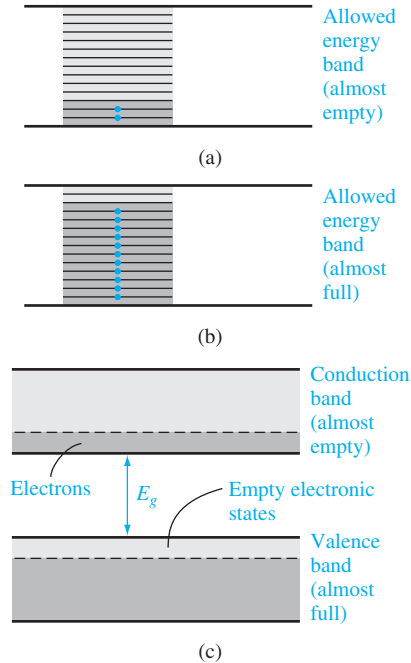 Allowed
energy
band
(almost
empty)
(a)
Allowed
energy
band
(almost
full)
(b)
Conduction
band
(almost
empty)
Electrons
E_g
Empty electronic
states
Valence
band
(almost
full)
(c)